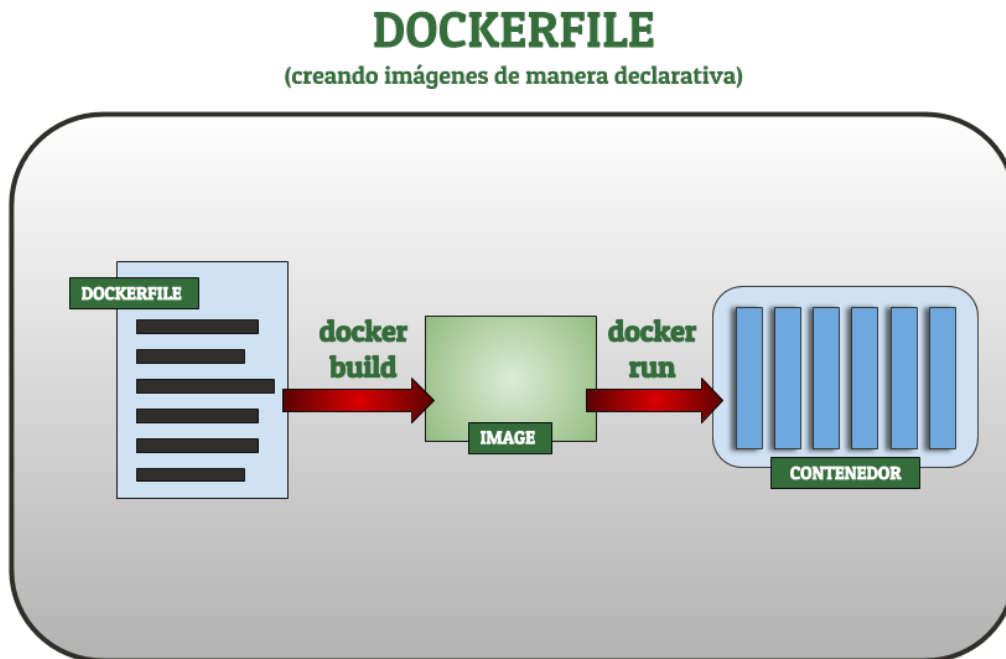 DOCKERFILE
(creando imágenes de manera declarativa)
DOCKERFILE
docker
build
IMAGE
docker
run
CONTENEDOR